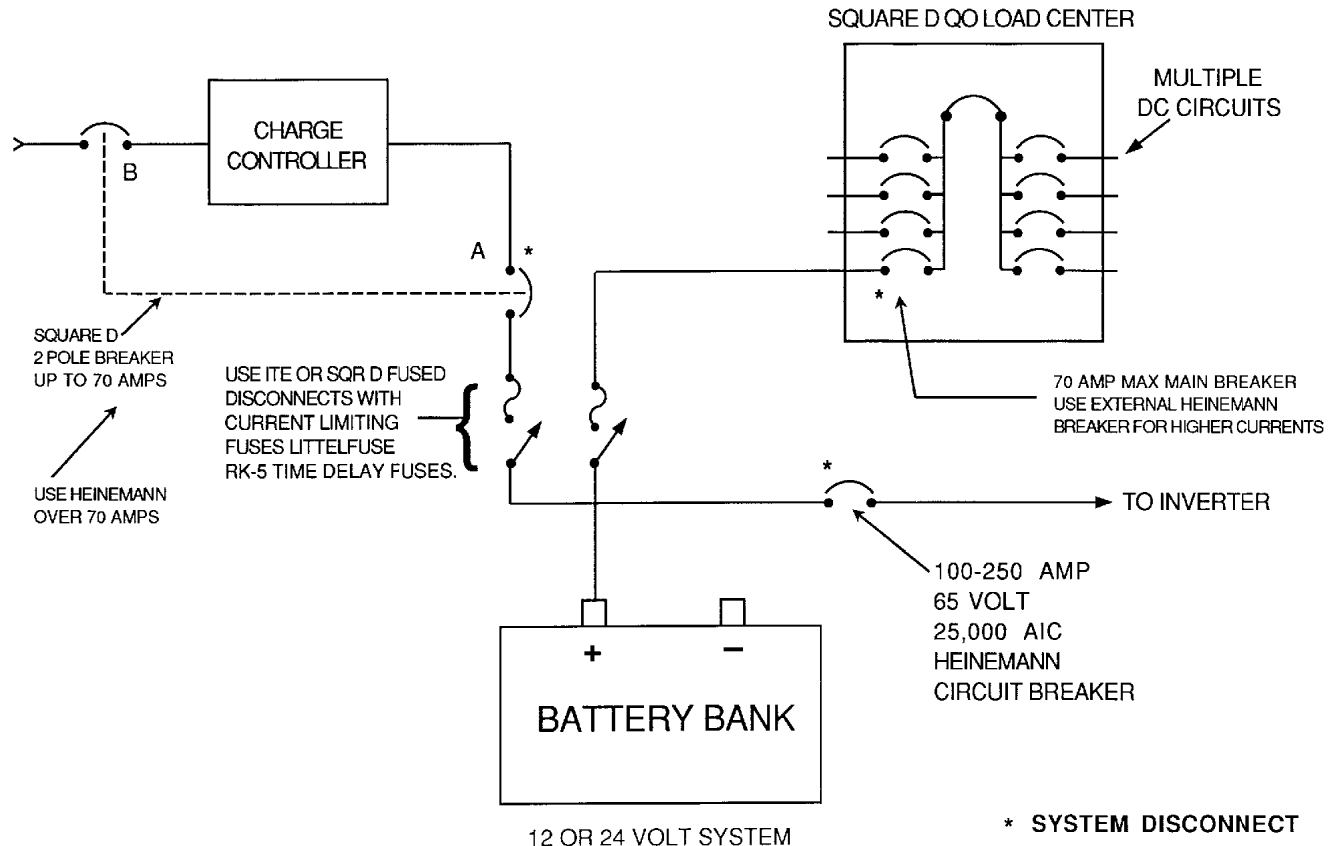 SQUARE D QO LOAD CENTER
MULTIPLE
DC CIRCUITS
CHARGE
CONTROLLER
B
A *
*
SQUARE D
2 POLE BREAKER
UP TO 70 AMPS
USE ITE OR SQR D FUSED
DISCONNECTS WITH
CURRENT LIMITING
FUSES LITTELFUSE
RK-5 TIME DELAY FUSES.
70 AMP MAX MAIN BREAKER
USE EXTERNAL HEINEMANN
BREAKER FOR HIGHER CURRENTS
USE HEINEMANN
OVER 70 AMPS
*
TO INVERTER
100-250 AMP
65 VOLT
25,000 AIC
HEINEMANN
CIRCUIT BREAKER
+ −
BATTERY BANK
12 OR 24 VOLT SYSTEM
* SYSTEM DISCONNECT